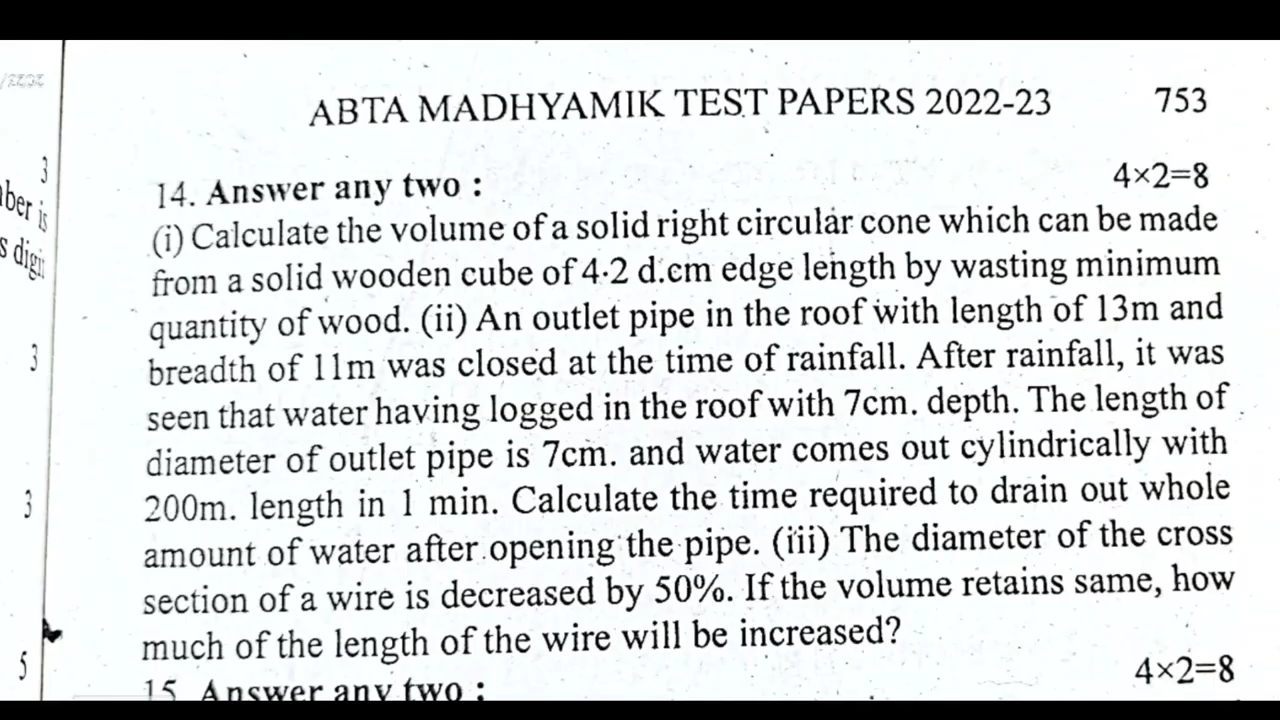 ABTA MADHYAMIK TEST PAPERS 2022-23 753
3
is
digit
3
3
5
14. Answer any two : 4×2=8
(i) Calculate the volume of a solid right circular cone which can be made
from a solid wooden cube of 4·2 d.cm edge length by wasting minimum
quantity of wood. (ii) An outlet pipe in the roof with length of 13m and
breadth of 11m was closed at the time of rainfall. After rainfall, it was
seen that water having logged in the roof with 7cm. depth. The length of
diameter of outlet pipe is 7cm. and water comes out cylindrically with
200m. length in 1 min. Calculate the time required to drain out whole
amount of water after opening the pipe. (iii) The diameter of the cross
section of a wire is decreased by 50%. If the volume retains same, how
much of the length of the wire will be increased?
4×2=8
15. Answer any two :